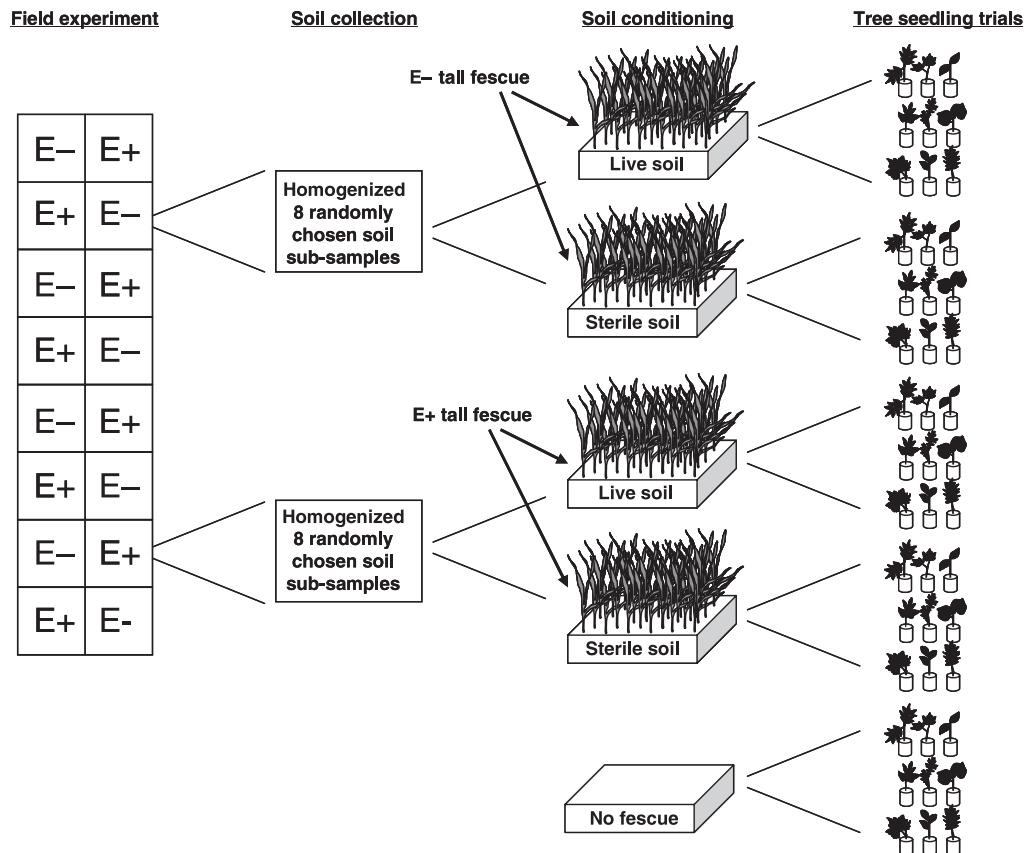 Field experiment
Soil collection
Soil conditioning
Tree seedling trials
E– tall fescue
E– E+
E+ E–
E– E+
E+ E–
E– E+
E+ E–
E– E+
E+ E-
Homogenized
8 randomly
chosen soil
sub-samples
Live soil
Sterile soil
E+ tall fescue
Homogenized
8 randomly
chosen soil
sub-samples
Live soil
Sterile soil
No fescue